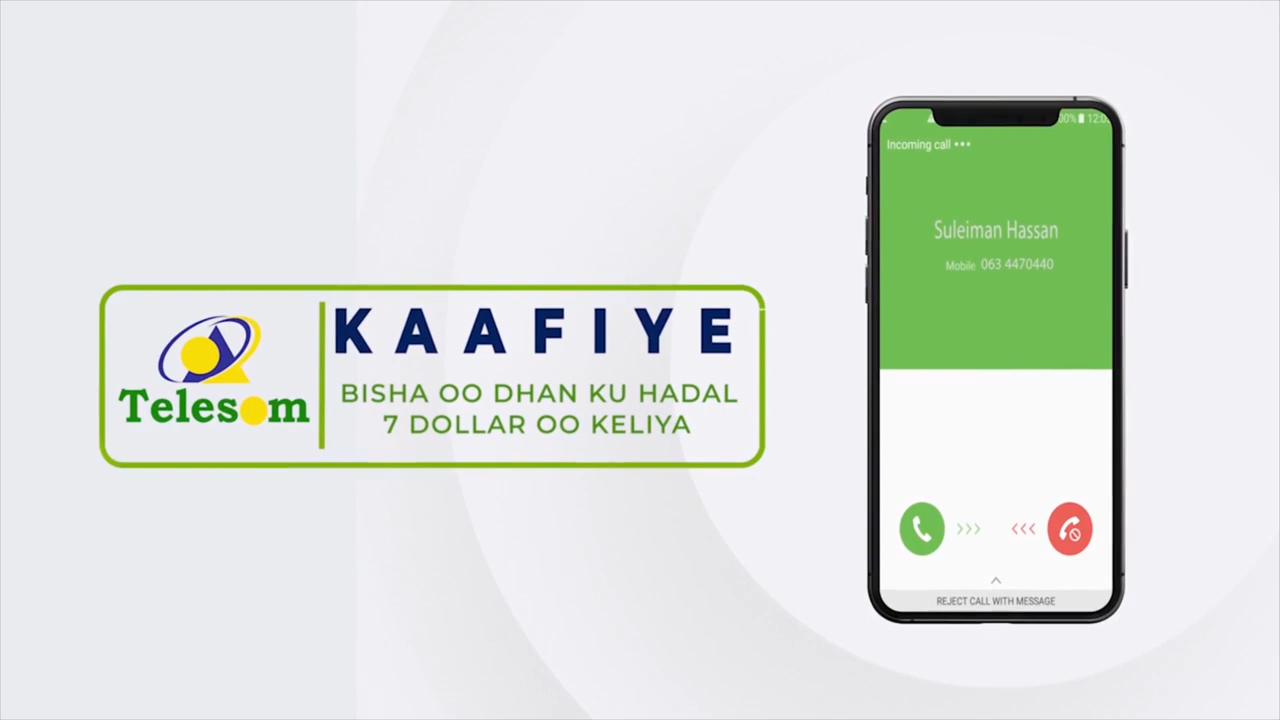 Telesom
KAAFIYE
BISHA OO DHAN KU HADAL
7 DOLLAR OO KELIYA
Incoming call •••
Suleiman Hassan
Mobile 063 4470440
REJECT CALL WITH MESSAGE